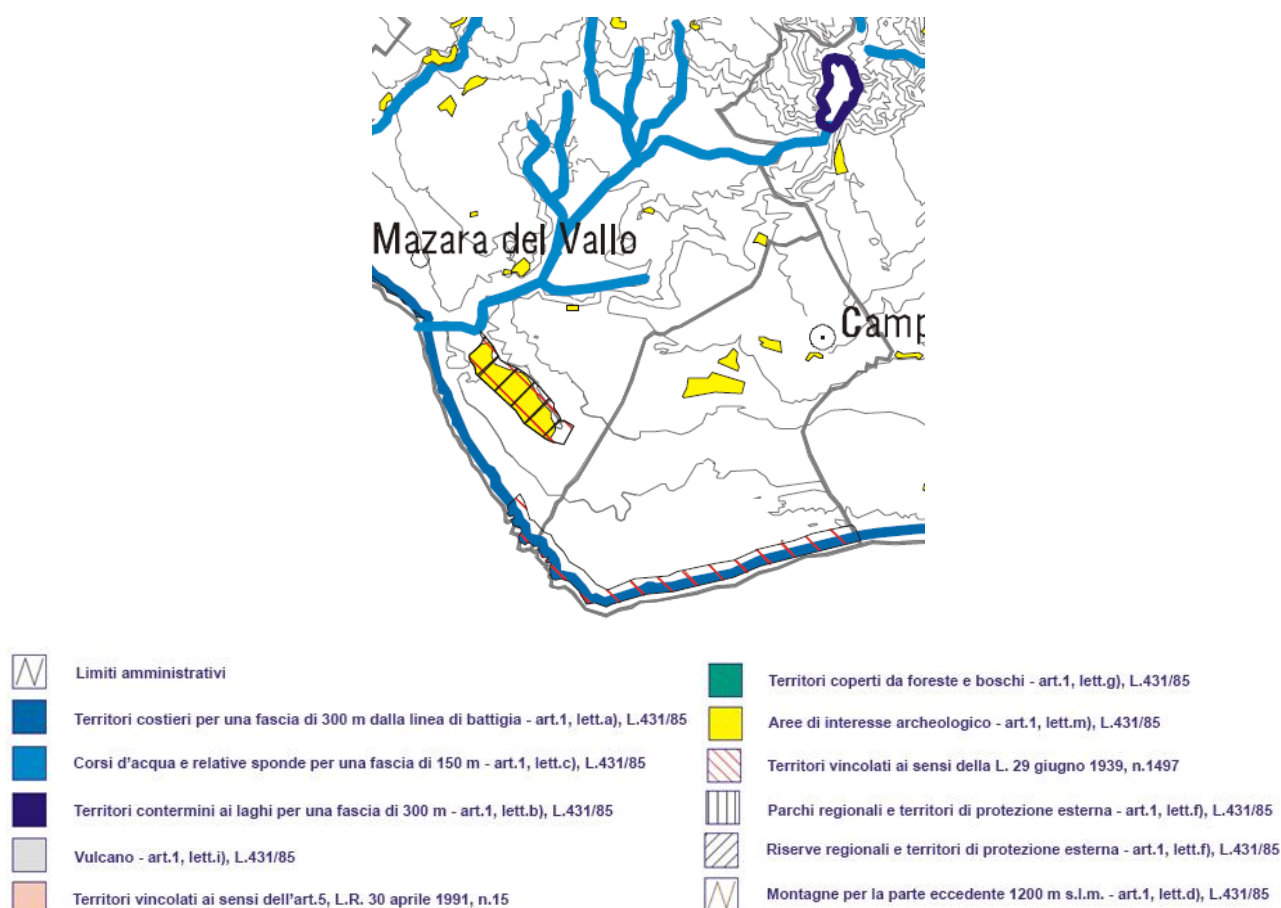 Mazara del Vallo
Camp
Limiti amministrativi
Territori costieri per una fascia di 300 m dalla linea di battigia - art.1, lett.a), L.431/85
Corsi d'acqua e relative sponde per una fascia di 150 m - art.1, lett.c), L.431/85
Territori contermini ai laghi per una fascia di 300 m - art.1, lett.b), L.431/85
Vulcano - art.1, lett.i), L.431/85
Territori vincolati ai sensi dell'art.5, L.R. 30 aprile 1991, n.15
Territori coperti da foreste e boschi - art.1, lett.g), L.431/85
Aree di interesse archeologico - art.1, lett.m), L.431/85
Territori vincolati ai sensi della L. 29 giugno 1939, n.1497
Parchi regionali e territori di protezione esterna - art.1, lett.f), L.431/85
Riserve regionali e territori di protezione esterna - art.1, lett.f), L.431/85
Montagne per la parte eccedente 1200 m s.l.m. - art.1, lett.d), L.431/85